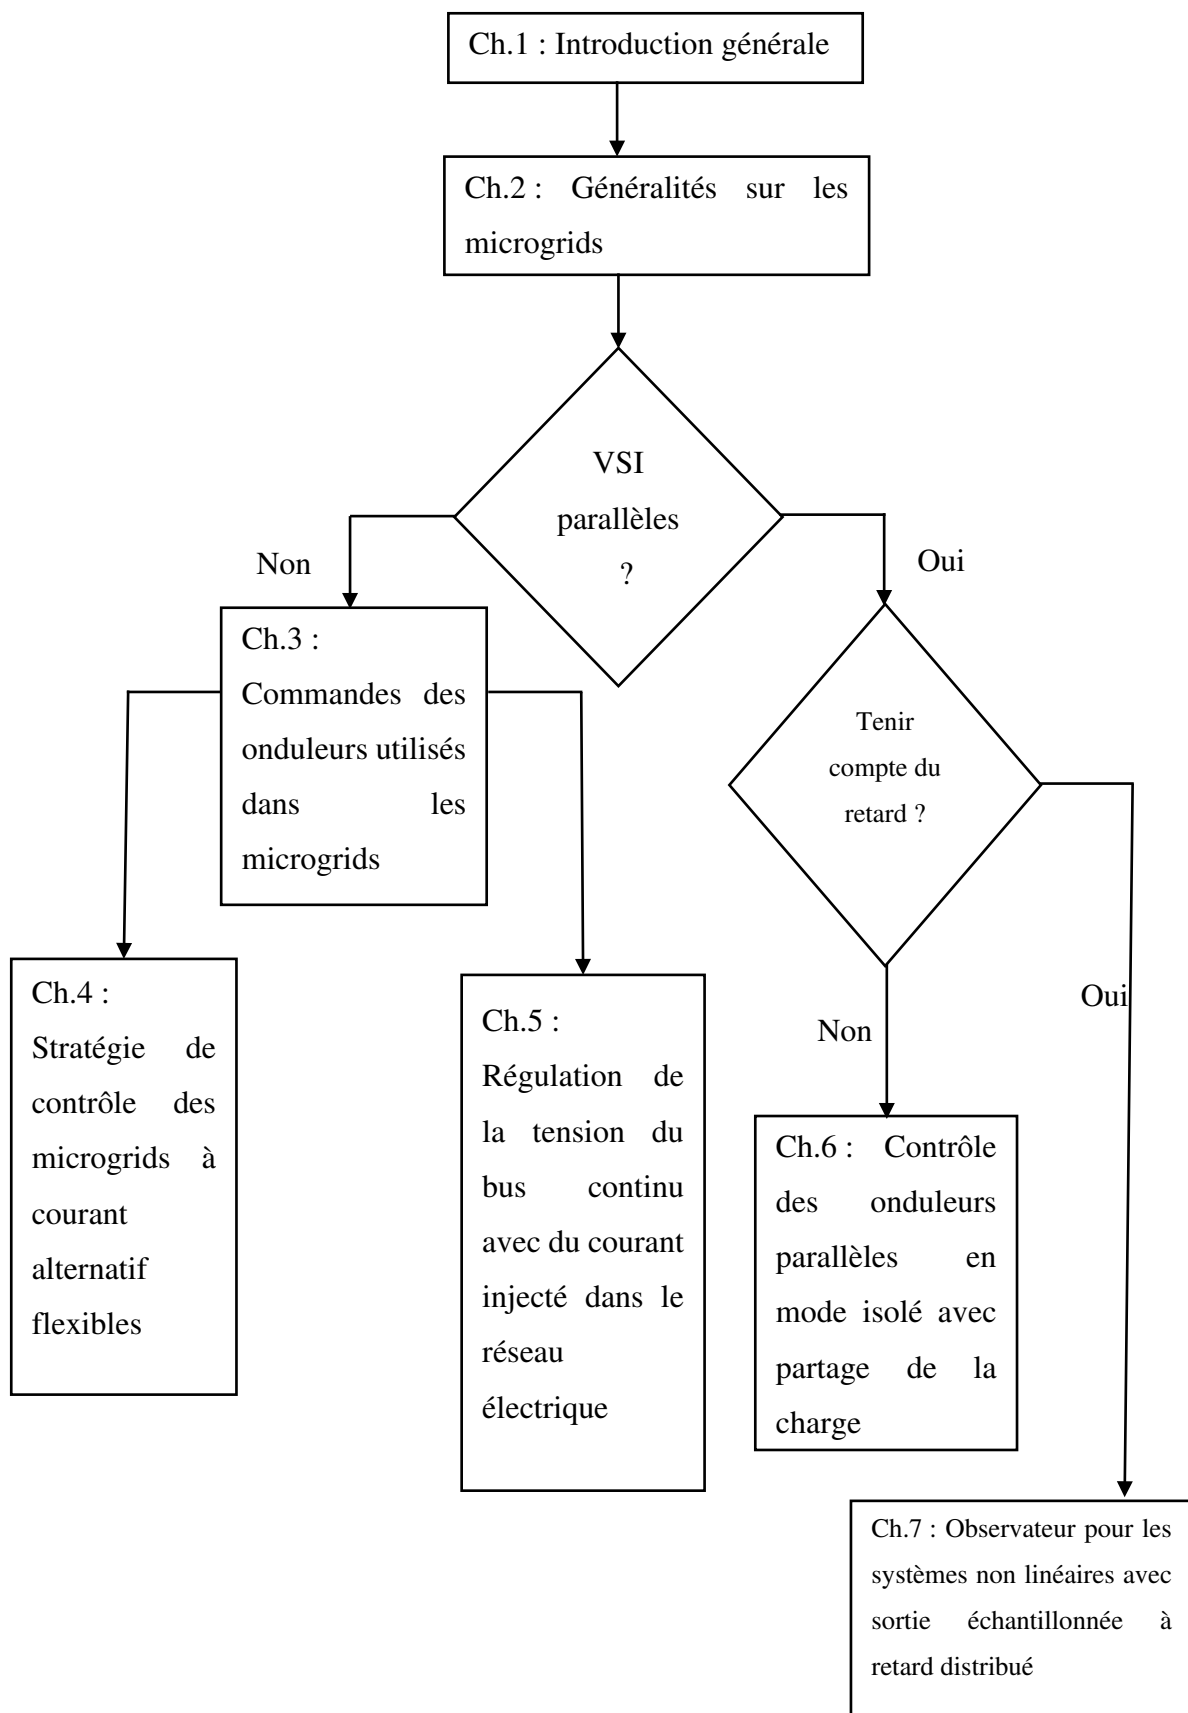 Ch.1 : Introduction générale
Ch.2 : Généralités sur les
microgrids
VSI
parallèles
?
Non
Oui
Ch.3 :
Commandes des
onduleurs utilisés
dans les
microgrids
Tenir
compte du
retard ?
Non
Oui
Ch.4 :
Stratégie de
contrôle des
microgrids à
courant
alternatif
flexibles
Ch.5 :
Régulation de
la tension du
bus continu
avec du courant
injecté dans le
réseau
électrique
Ch.6 : Contrôle
des onduleurs
parallèles en
mode isolé avec
partage de la
charge
Ch.7 : Observateur pour les
systèmes non linéaires avec
sortie échantillonnée à
retard distribué